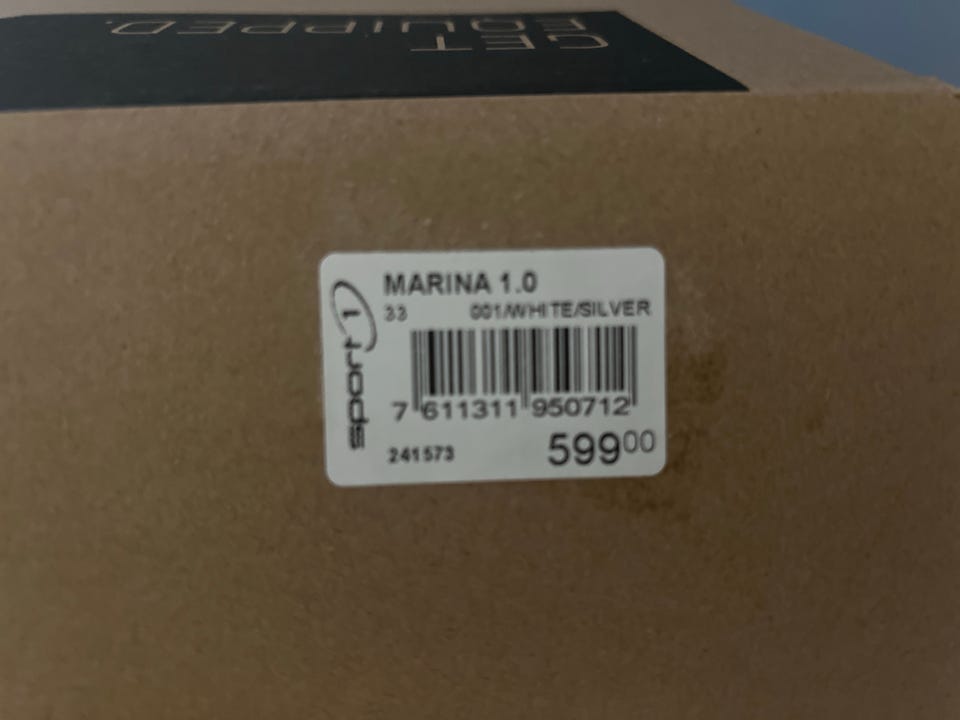 GET
EQUIPPED.
sport 1
MARINA 1.0
33 001/WHITE/SILVER
7 611311 950712
241573 59900